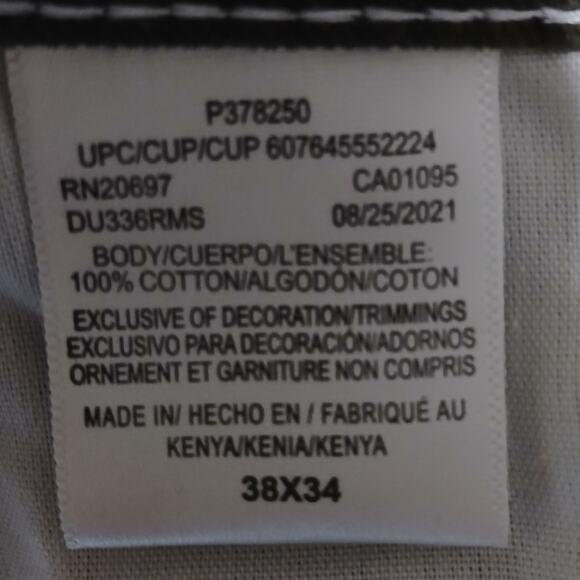 P378250
UPC/CUP/CUP 607645552224
RN20697 CA01095
DU336RMS 08/25/2021
BODY/CUERPO/L'ENSEMBLE:
100% COTTON/ALGODÓN/COTON
EXCLUSIVE OF DECORATION/TRIMMINGS
EXCLUSIVO PARA DECORACIÓN/ADORNOS
ORNEMENT ET GARNITURE NON COMPRIS
MADE IN/ HECHO EN / FABRIQUÉ AU
KENYA/KENIA/KENYA
38X34